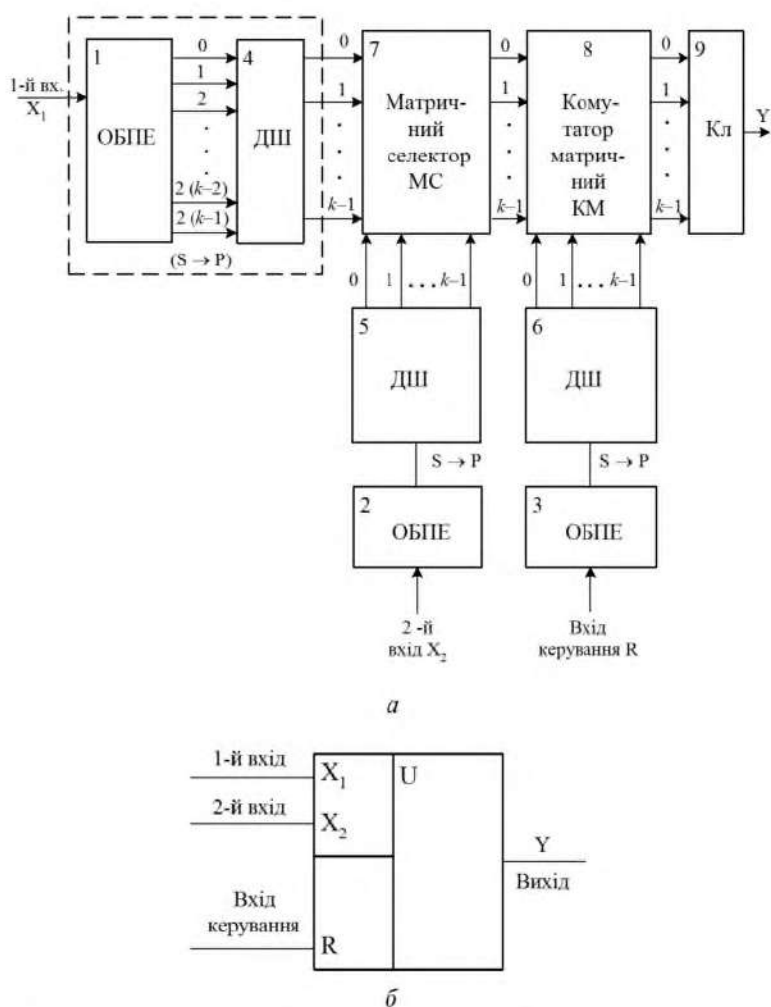 1-й вх.
X₁
1
ОБПЕ
0
1
2
2 (k–2)
2 (k–1)
(S → P)
4
ДШ
0
1
k–1
7
Матрич-
ний
селектор
МС
0
1
k–1
8
Кому-
татор
матрич-
ний
КМ
0
1
k–1
9
Кл
Y
0 1 ... k–1
0 1 ... k–1
5
ДШ
6
ДШ
S → P
S → P
2
ОБПЕ
3
ОБПЕ
2 -й
вхід X₂
Вхід
керування R
а
1-й вхід
X₁
U
2-й вхід
X₂
Y
Вихід
Вхід
керування
R
б